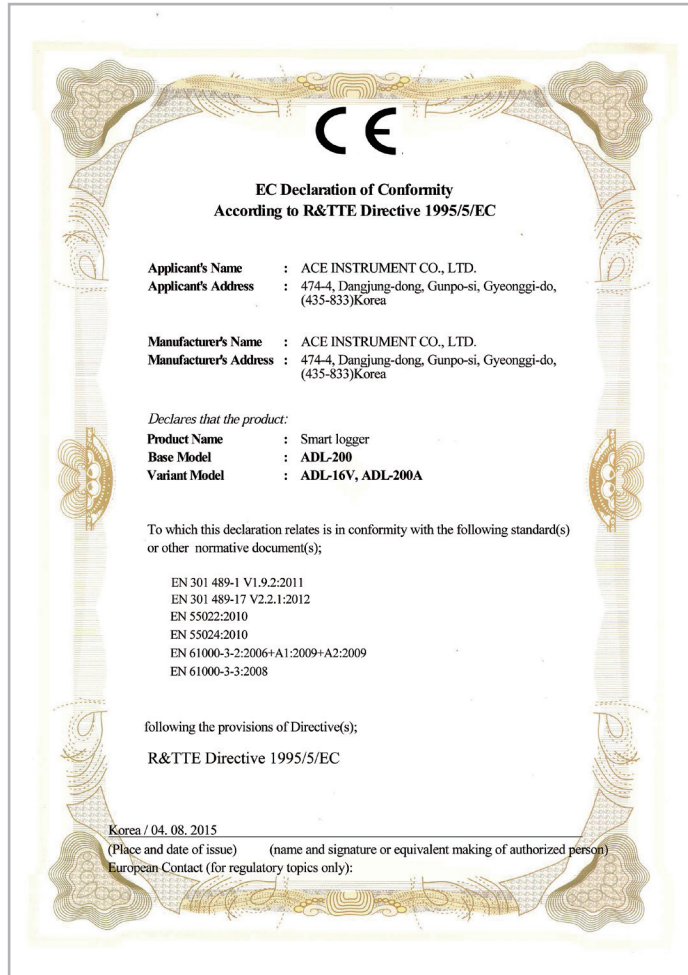 CE
EC Declaration of Conformity
According to R&TTE Directive 1995/5/EC
Applicant's Name : ACE INSTRUMENT CO., LTD.
Applicant's Address : 474-4, Dangjung-dong, Gunpo-si, Gyeonggi-do,
(435-833)Korea
Manufacturer's Name : ACE INSTRUMENT CO., LTD.
Manufacturer's Address : 474-4, Dangjung-dong, Gunpo-si, Gyeonggi-do,
(435-833)Korea
Declares that the product:
Product Name : Smart logger
Base Model : ADL-200
Variant Model : ADL-16V, ADL-200A
To which this declaration relates is in conformity with the following standard(s)
or other normative document(s);
EN 301 489-1 V1.9.2:2011
EN 301 489-17 V2.2.1:2012
EN 55022:2010
EN 55024:2010
EN 61000-3-2:2006+A1:2009+A2:2009
EN 61000-3-3:2008
following the provisions of Directive(s);
R&TTE Directive 1995/5/EC
Korea / 04. 08. 2015
(Place and date of issue) (name and signature or equivalent making of authorized person)
European Contact (for regulatory topics only):